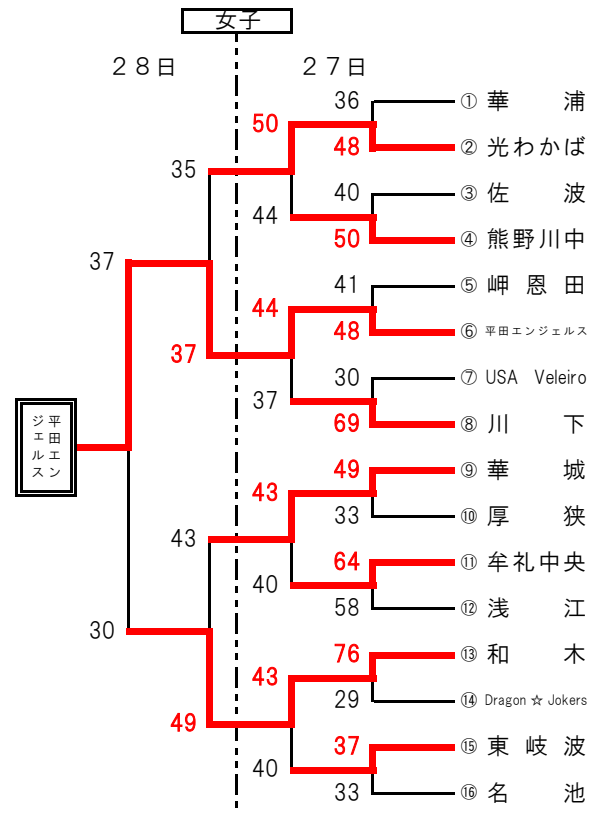 女子
２８日
２７日
36
① 華浦
50
48
② 光わかば
35
40
③ 佐波
44
50
④ 熊野川中
37
41
⑤ 岬恩田
44
48
⑥ 平田エンジェルス
37
30
⑦ USA Veleiro
37
69
⑧ 川下
平田エン
ジェルス
49
⑨ 華城
43
33
⑩ 厚狭
43
64
⑪ 牟礼中央
40
58
⑫ 浅江
30
76
⑬ 和木
43
29
⑭ Dragon ☆ Jokers
49
37
⑮ 東岐波
40
33
⑯ 名池